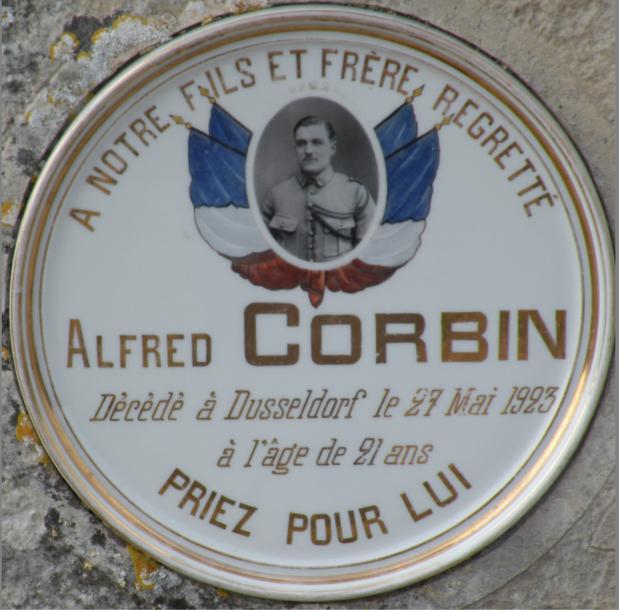 A NOTRE FILS ET FRÈRE REGRETTÉ
ALFRED CORBIN
Dècèdè à Dusseldorf le 27 Mai 1923
à l'âge de 21 ans
PRIEZ POUR LUI